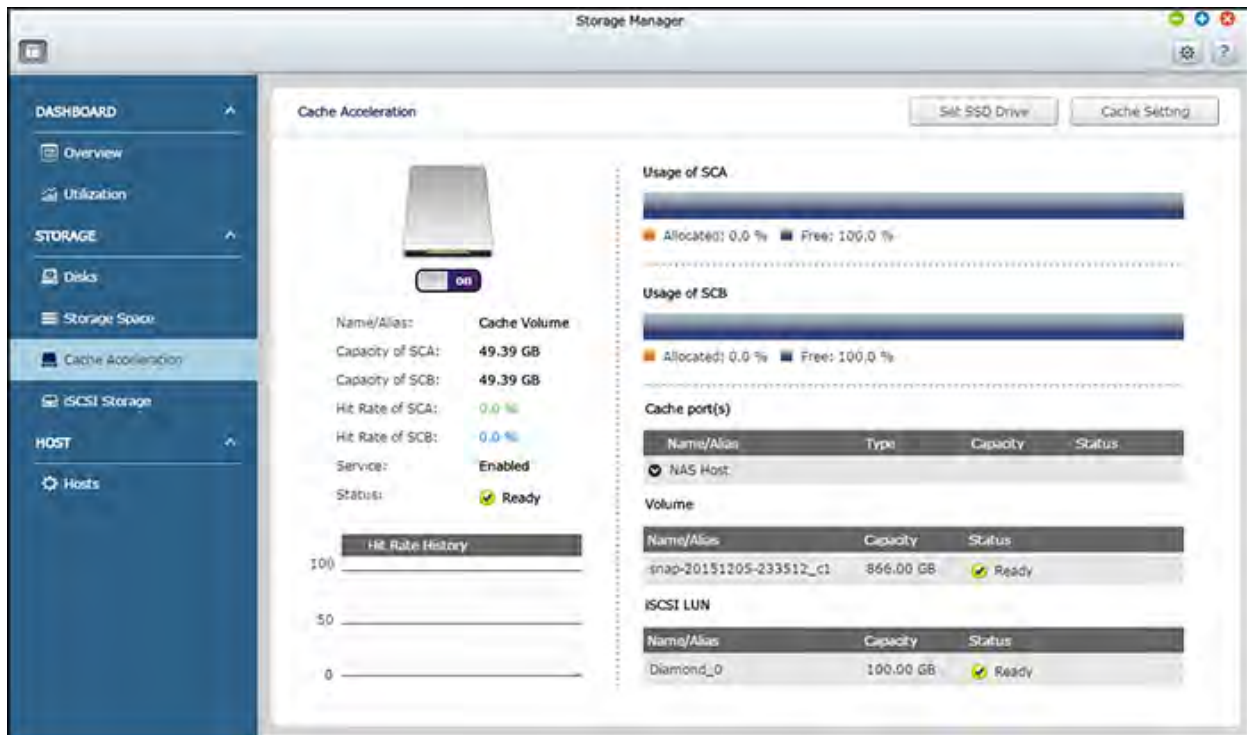 Storage Manager
?
DASHBOARD
Overview
Utilization
STORAGE
Disks
Storage Space
Cache Acceleration
iSCSI Storage
HOST
Hosts
Cache Acceleration
Set SSD Drive
Cache Setting
on
Name/Alias: Cache Volume
Capacity of SCA: 49.39 GB
Capacity of SCB: 49.39 GB
Hit Rate of SCA: 0.0 %
Hit Rate of SCB: 0.0 %
Service: Enabled
Status: Ready
Hit Rate History
100
50
0
Usage of SCA
Allocated: 0.0 % Free: 100.0 %
Usage of SCB
Allocated: 0.0 % Free: 100.0 %
Cache port(s)
Name/Alias Type Capacity Status
NAS Host
Volume
Name/Alias Capacity Status
snap-20151205-233512_c1 866.00 GB Ready
iSCSI LUN
Name/Alias Capacity Status
Diamond_0 100.00 GB Ready